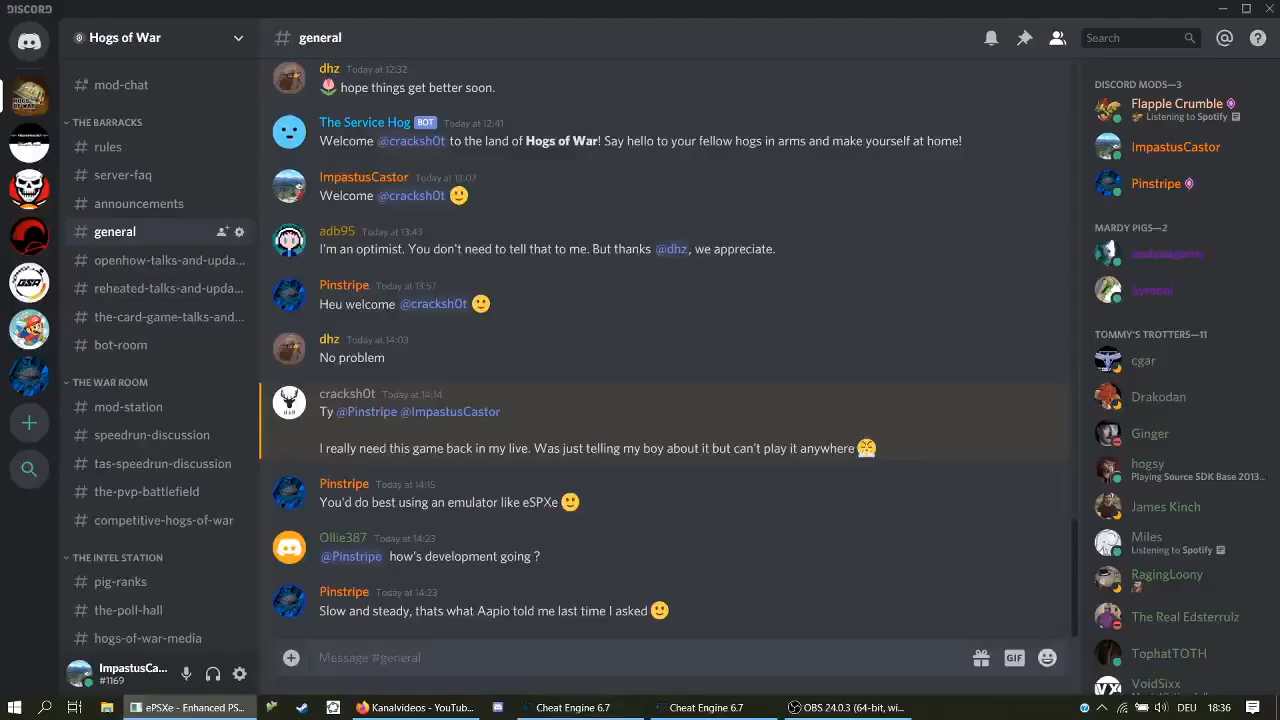 DISCORD
Hogs of War
general
Search
mod-chat
THE BARRACKS
rules
server-faq
announcements
general
openhow-talks-and-upda...
reheated-talks-and-upda...
the-card-game-talks-and...
bot-room
THE WAR ROOM
mod-station
speedrun-discussion
tas-speedrun-discussion
the-pvp-battlefield
competitive-hogs-of-war
THE INTEL STATION
pig-ranks
the-poll-hall
hogs-of-war-media
ImpastusCa...
#1169
dhz Today at 12:32
hope things get better soon.
The Service Hog BOT Today at 12:41
Welcome @cracksh0t to the land of Hogs of War! Say hello to your fellow hogs in arms and make yourself at home!
ImpastusCastor Today at 13:07
Welcome @cracksh0t
adb95 Today at 13:43
I'm an optimist. You don't need to tell that to me. But thanks @dhz, we appreciate.
Pinstripe Today at 13:57
Heu welcome @cracksh0t
dhz Today at 14:03
No problem
cracksh0t Today at 14:14
Ty @Pinstripe @ImpastusCastor
I really need this game back in my live. Was just telling my boy about it but can't play it anywhere
Pinstripe Today at 14:15
You'd do best using an emulator like eSPXe
Ollie387 Today at 14:23
@Pinstripe how's development going ?
Pinstripe Today at 14:23
Slow and steady, thats what Aapio told me last time I asked
Message #general
GIF
DISCORD MODS—3
Flapple Crumble
Listening to Spotify
ImpastusCastor
Pinstripe
MARDY PIGS—2
Symbai
TOMMY'S TROTTERS—11
cgar
Drakodan
Ginger
hogsy
Playing Source SDK Base 2013...
James Kinch
Miles
Listening to Spotify
RagingLoony
The Real Edsterrulz
TophatTOTH
VoidSixx
ePSXe - Enhanced PS...
Kanalvideos - YouTub...
Cheat Engine 6.7
Cheat Engine 6.7
OBS 24.0.3 (64-bit, wi...
DEU
18:36